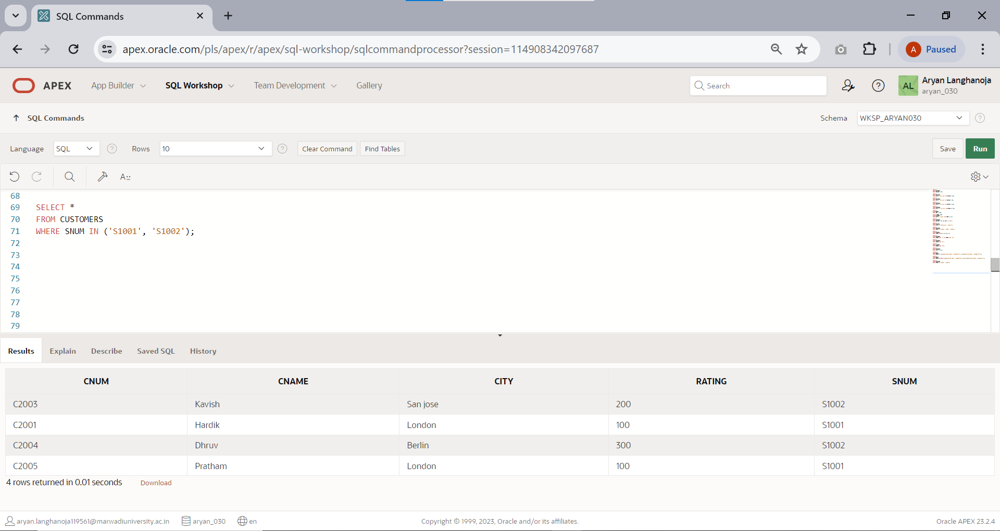 SQL Commands
apex.oracle.com/pls/apex/r/apex/sql-workshop/sqlcommandprocessor?session=114908342097687
A Paused
APEX App Builder SQL Workshop Team Development Gallery Search AL Aryan Langhanoja
aryan_030
SQL Commands Schema WKSP_ARYAN030
Language SQL Rows 10 Clear Command Find Tables Save Run
A::
68
69 SELECT *
70 FROM CUSTOMERS
71 WHERE SNUM IN ('S1001', 'S1002');
72
73
74
75
76
77
78
79
Results Explain Describe Saved SQL History
CNUM CNAME CITY RATING SNUM
C2003 Kavish San jose 200 S1002
C2001 Hardik London 100 S1001
C2004 Dhruv Berlin 300 S1002
C2005 Pratham London 100 S1001
4 rows returned in 0.01 seconds Download
aryan.langhanoja119561@marwadiuniversity.ac.in aryan_030 en Copyright © 1999, 2023, Oracle and/or its affiliates. Oracle APEX 23.2.4